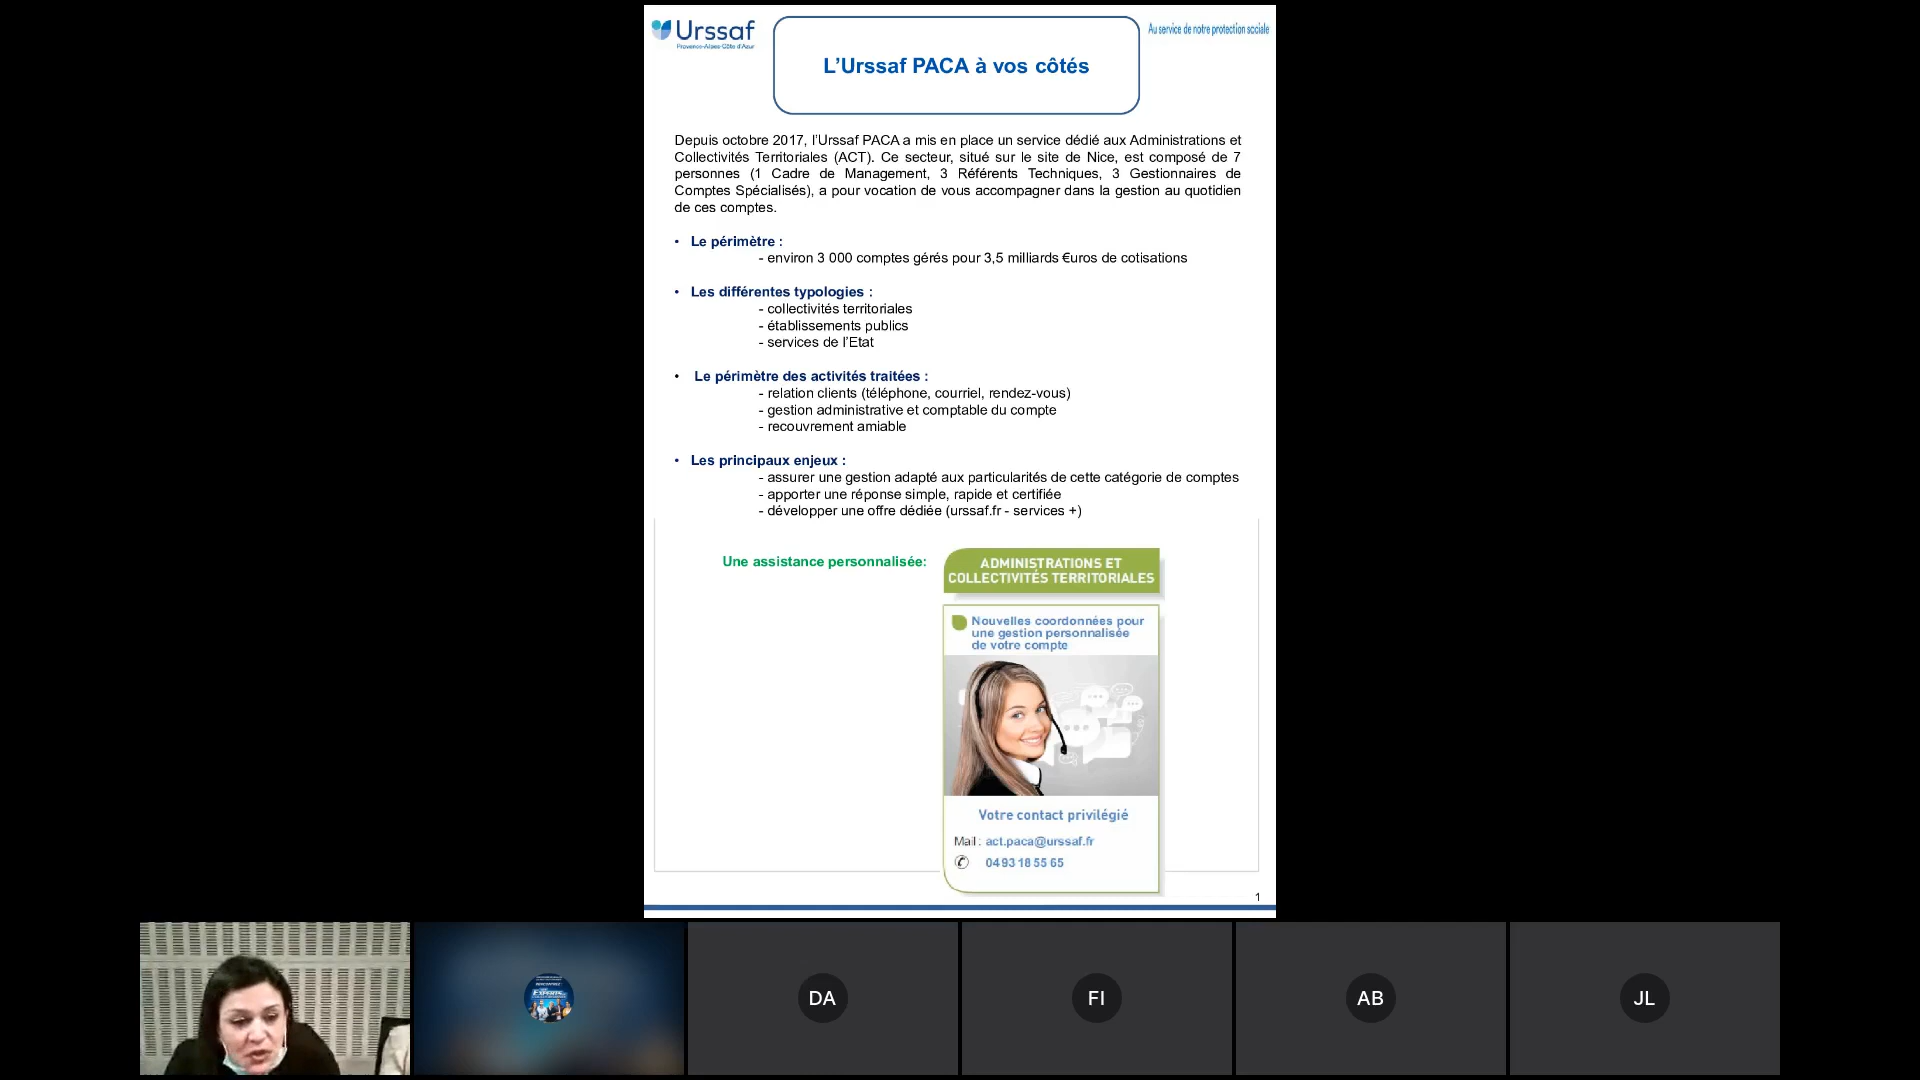 Urssaf
Provence-Alpes-Côte d'Azur
L'Urssaf PACA à vos côtés
Au service de notre protection sociale
Depuis octobre 2017, l'Urssaf PACA a mis en place un service dédié aux Administrations et
Collectivités Territoriales (ACT). Ce secteur, situé sur le site de Nice, est composé de 7
personnes (1 Cadre de Management, 3 Référents Techniques, 3 Gestionnaires de
Comptes Spécialisés), a pour vocation de vous accompagner dans la gestion au quotidien
de ces comptes.
• Le périmètre :
- environ 3 000 comptes gérés pour 3,5 milliards €uros de cotisations
• Les différentes typologies :
- collectivités territoriales
- établissements publics
- services de l'Etat
• Le périmètre des activités traitées :
- relation clients (téléphone, courriel, rendez-vous)
- gestion administrative et comptable du compte
- recouvrement amiable
• Les principaux enjeux :
- assurer une gestion adapté aux particularités de cette catégorie de comptes
- apporter une réponse simple, rapide et certifiée
- développer une offre dédiée (urssaf.fr - services +)
Une assistance personnalisée:
ADMINISTRATIONS ET
COLLECTIVITÉS TERRITORIALES
Nouvelles coordonnées pour
une gestion personnalisée
de votre compte
Votre contact privilégié
Mail : act.paca@urssaf.fr
04 93 18 55 65
1
DA
FI
AB
JL